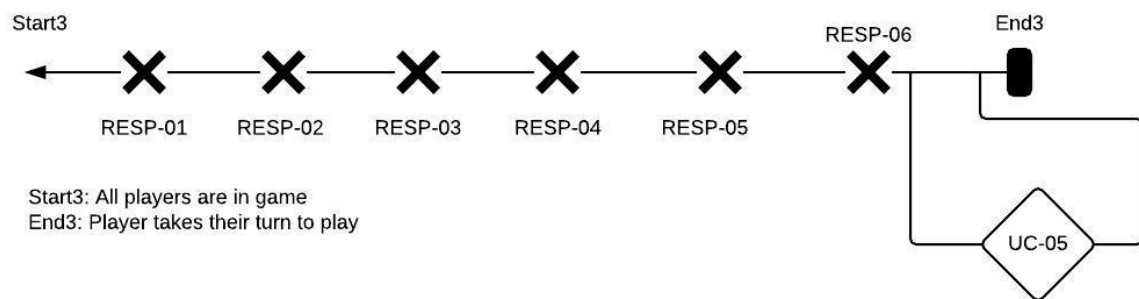 Start3
End3
RESP-06
RESP-01
RESP-02
RESP-03
RESP-04
RESP-05
Start3: All players are in game
End3: Player takes their turn to play
UC-05